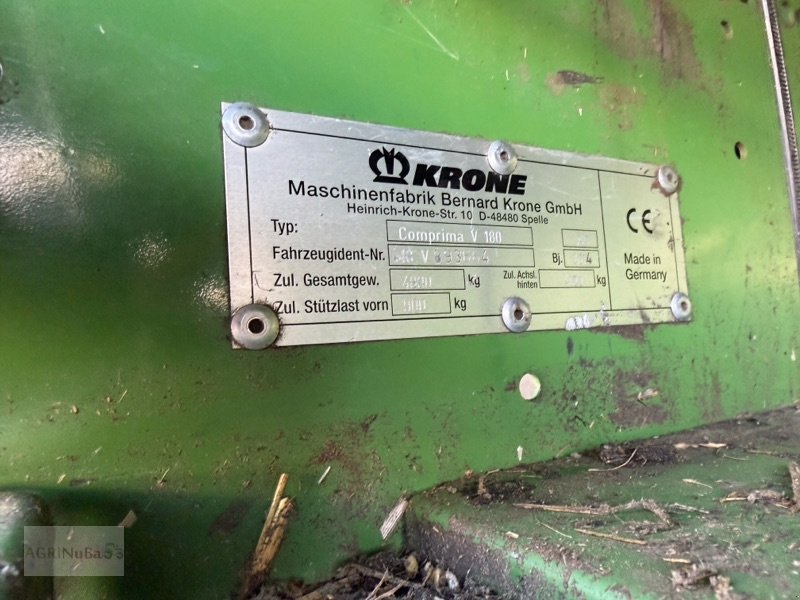 KRONE
Maschinenfabrik Bernard Krone GmbH
Heinrich-Krone-Str. 10 D-48480 Spelle
Typ: Comprima V 180
Fahrzeugident-Nr. Bj.
Zul. Gesamtgew. kg Zul. Achsl. hinten kg
Zul. Stützlast vorn kg
CE
Made in
Germany
AGRINuBa